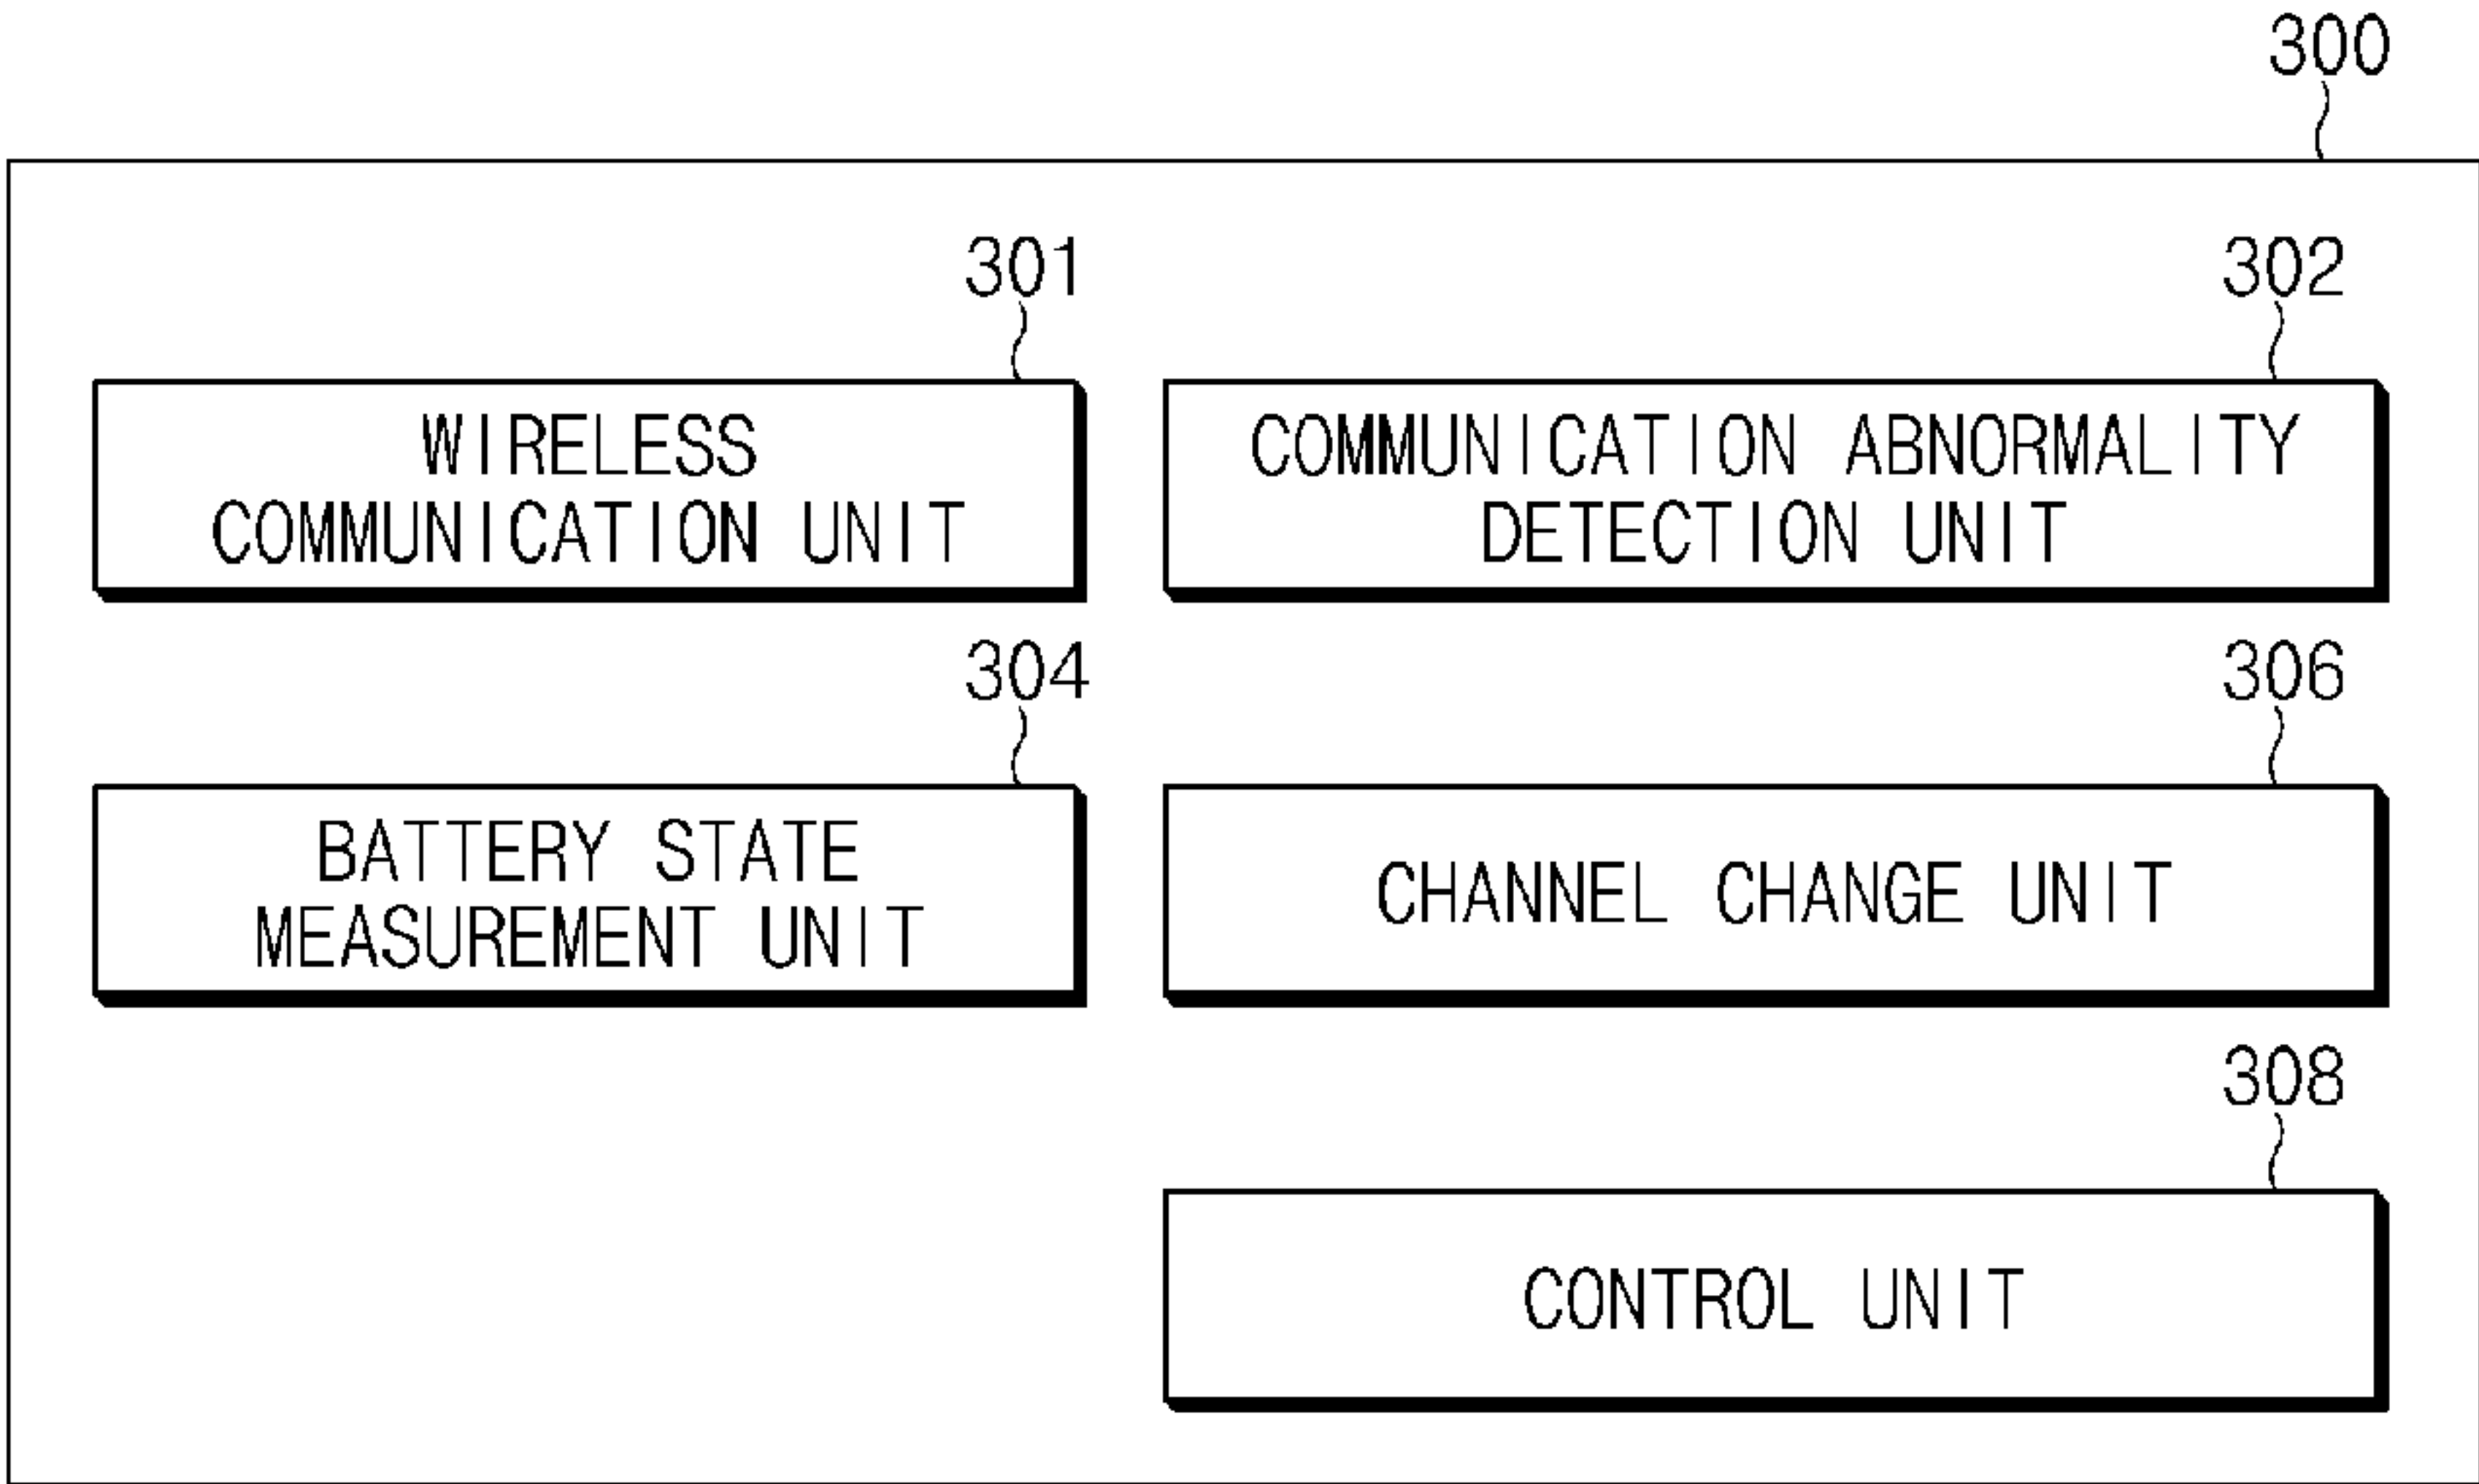 300
301
WIRELESS
COMMUNICATION UNIT
302
COMMUNICATION ABNORMALITY
DETECTION UNIT
304
BATTERY STATE
MEASUREMENT UNIT
306
CHANNEL CHANGE UNIT
308
CONTROL UNIT